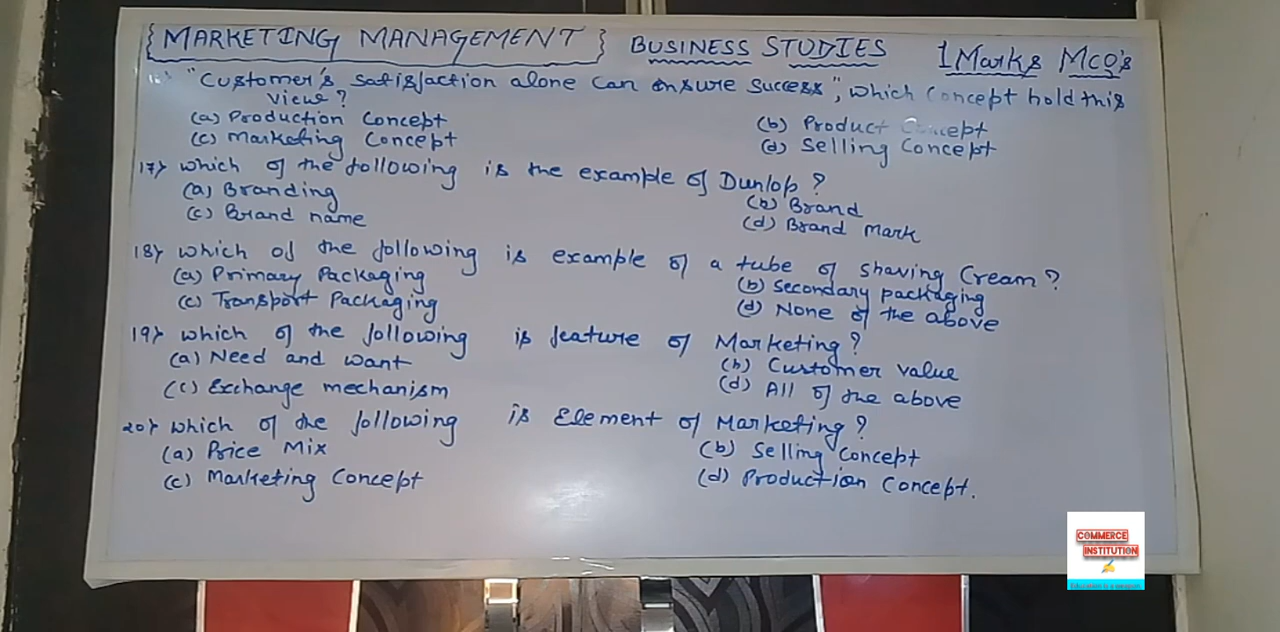 { MARKETING MANAGEMENT } BUSINESS STUDIES 1 Marks MCQ's
"Customer's satisfaction alone can ensure success", which concept hold this
view?
(a) Production Concept (b) Product Concept
(c) Marketing Concept (d) Selling Concept
17) which of the following is the example of Dunlop?
(a) Branding (b) Brand
(c) Brand name (d) Brand Mark
18) which of the following is example of a tube of shaving Cream?
(a) Primary Packaging (b) Secondary packaging
(c) Transport Packaging (d) None of the above
19) which of the following is feature of Marketing?
(a) Need and want (b) Customer value
(c) Exchange mechanism (d) All of the above
20) which of the following is Element of Marketing?
(a) Price Mix (b) Selling Concept
(c) Marketing Concept (d) Production Concept.
COMMERCE
INSTITUTION